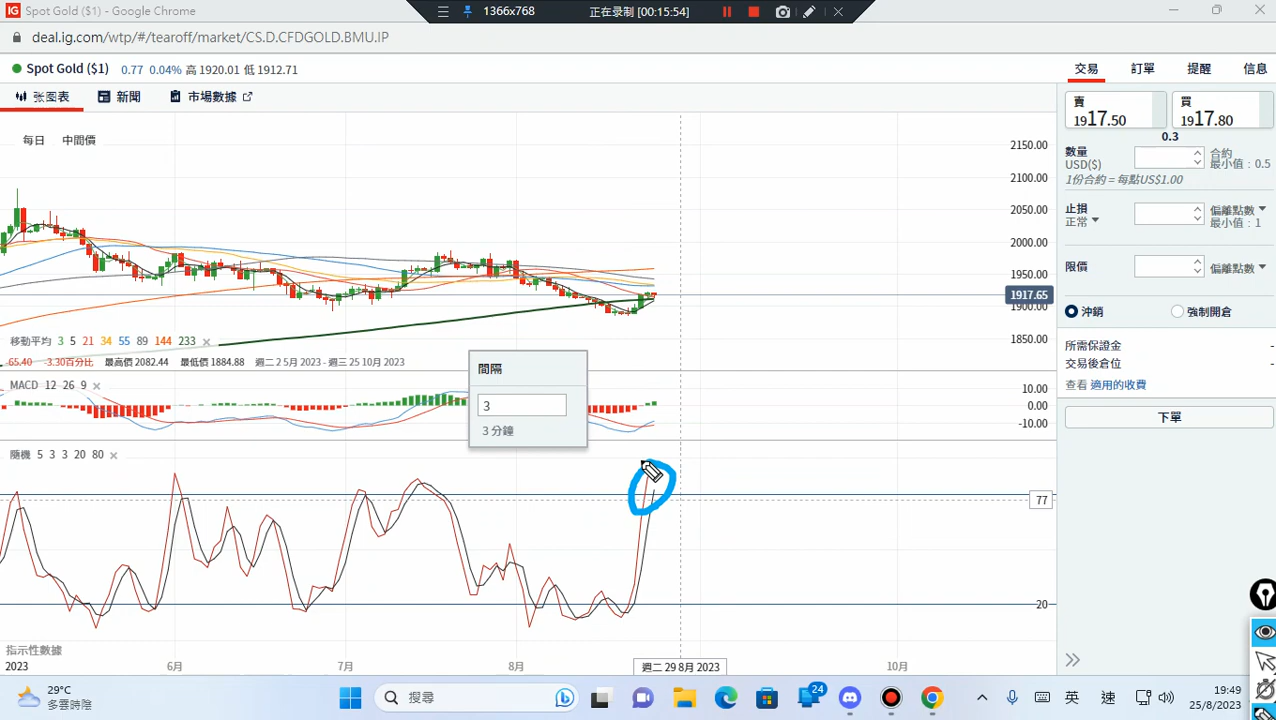 Spot Gold ($1) - Google Chrome
1366x768
正在录制 [00:15:54]
deal.ig.com/wtp/#/tearoff/market/CS.D.CFDGOLD.BMU.IP
Spot Gold ($1) 0.77 0.04% 高 1920.01 低 1912.71
交易 訂單 提醒 信息
张图表 新聞 市場數據
賣
1917.50
買
1917.80
0.3
每日 中間價
數量
USD($)
合約
最小值 : 0.5
1份合約 = 每點US$1.00
止損
正常
偏離點數
最小值 : 1
限價
偏離點數
沖銷 強制開倉
所需保證金 -
交易後倉位 -
查看 適用的收費
下單
2150.00
2100.00
2050.00
2000.00
1950.00
1917.65
1900.00
1850.00
移動平均 3 5 21 34 55 89 144 233
-65.40 -3.30百分比 最高價 2082.44 最低價 1884.88 週二 2 5月 2023 - 週三 25 10月 2023
間隔
3
3 分鐘
MACD 12 26 9
10.00
0.00
-10.00
隨機 5 3 3 20 80
77
20
指示性數據
2023 6月 7月 8月 週二 29 8月 2023 10月
29°C
多雲時陰
搜尋
24
英
速
19:49
25/8/2023